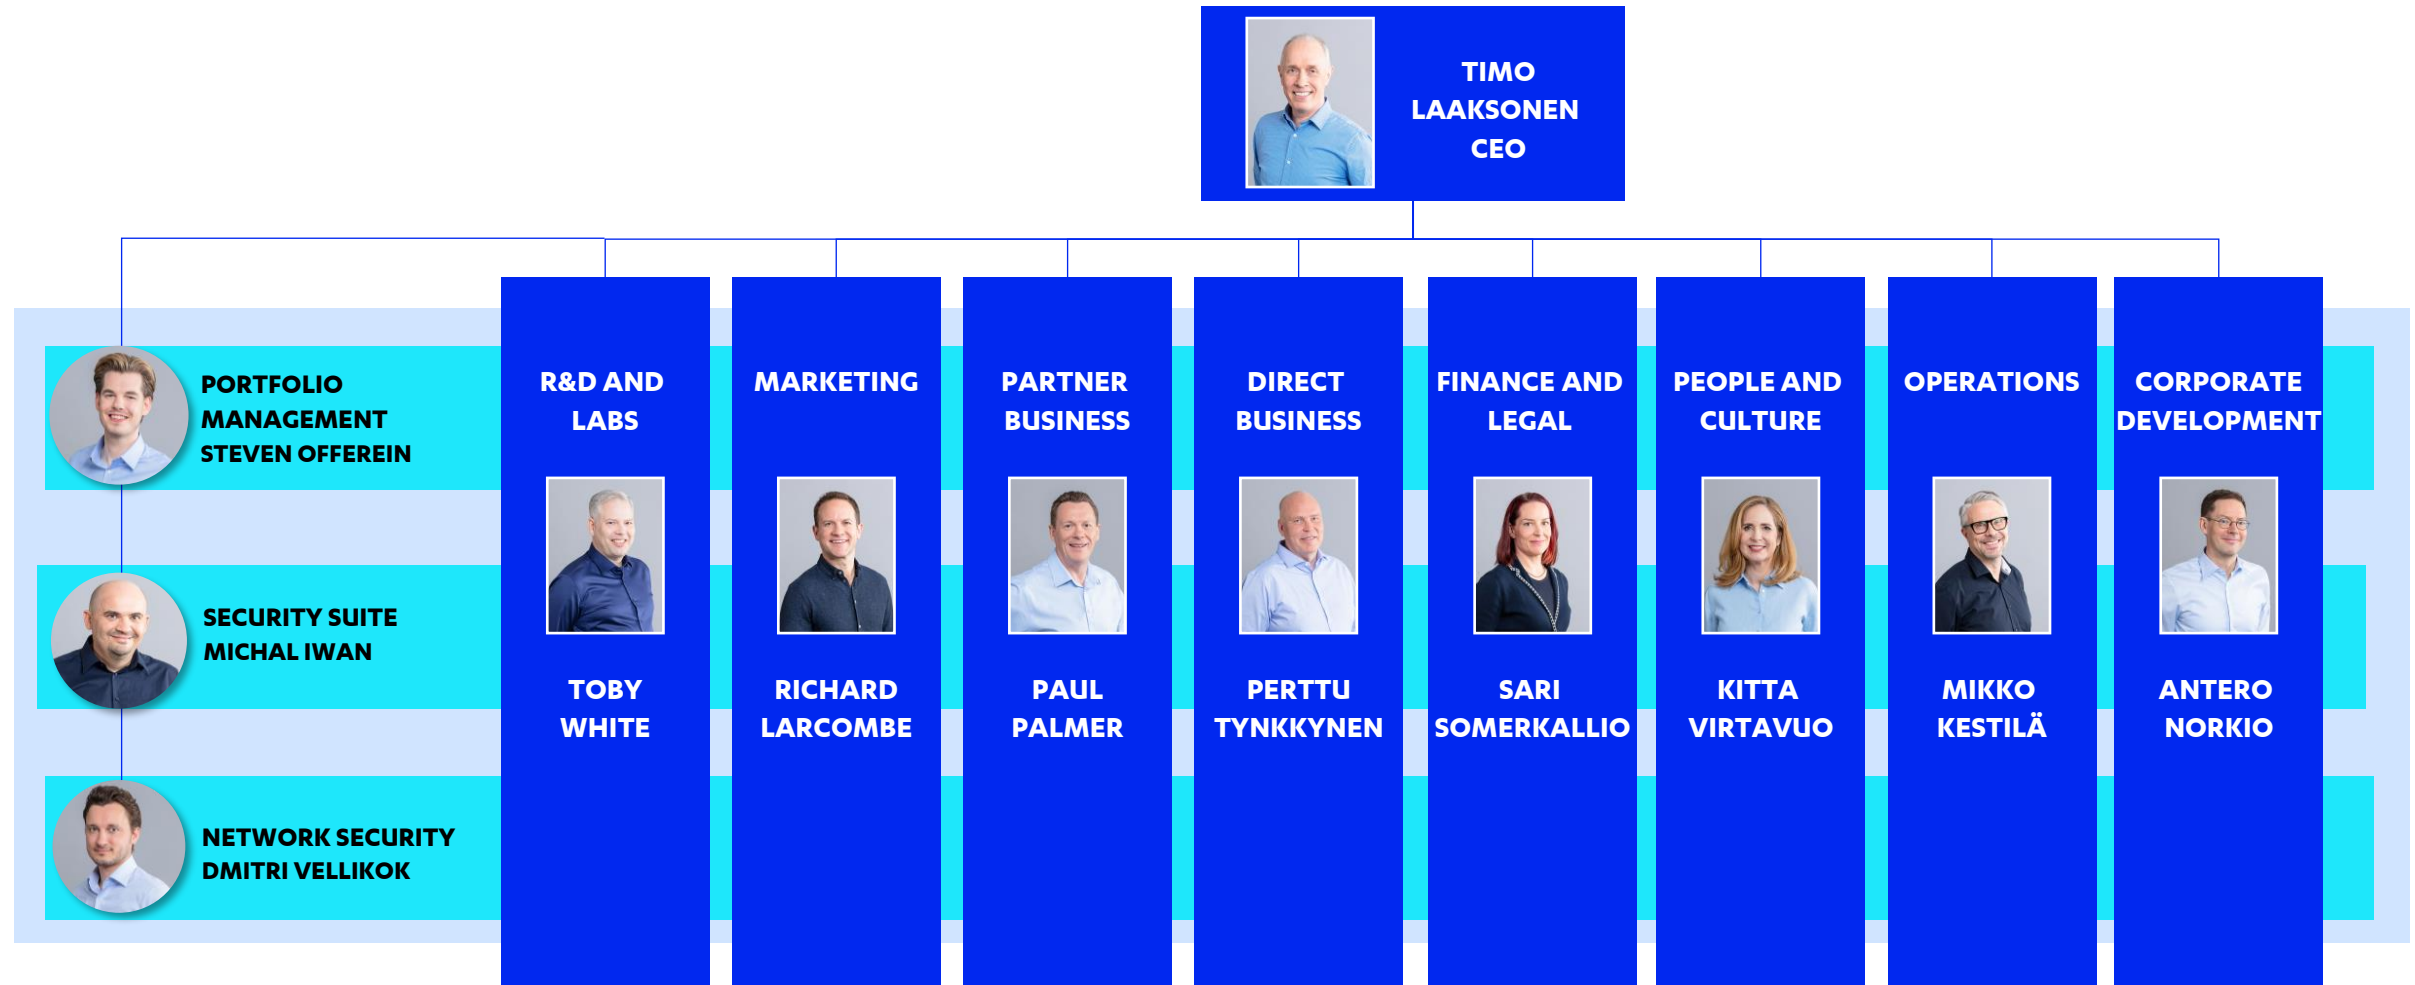 TIMO
LAAKSONEN
CEO
PORTFOLIO
MANAGEMENT
STEVEN OFFEREIN
SECURITY SUITE
MICHAL IWAN
NETWORK SECURITY
DMITRI VELLIKOK
R&D AND
LABS
TOBY
WHITE
MARKETING
RICHARD
LARCOMBE
PARTNER
BUSINESS
PAUL
PALMER
DIRECT
BUSINESS
PERTTU
TYNKKYNEN
FINANCE AND
LEGAL
SARI
SOMERKALLIO
PEOPLE AND
CULTURE
KITTA
VIRTAVUO
OPERATIONS
MIKKO
KESTILÄ
CORPORATE
DEVELOPMENT
ANTERO
NORKIO